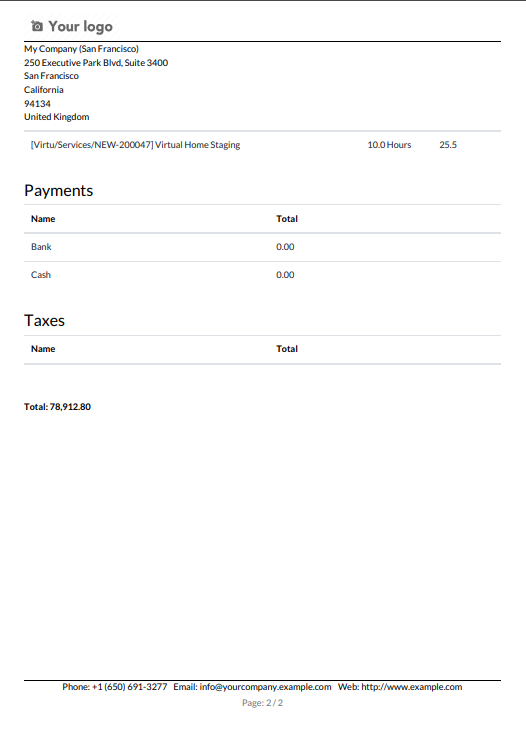 Your logo
My Company (San Francisco)
250 Executive Park Blvd, Suite 3400
San Francisco
California
94134
United Kingdom
[Virtu/Services/NEW-200047] Virtual Home Staging 10.0 Hours 25.5
Payments
Name Total
Bank 0.00
Cash 0.00
Taxes
Name Total
Total: 78,912.80
Phone: +1 (650) 691-3277 Email: info@yourcompany.example.com Web: http://www.example.com
Page: 2 / 2